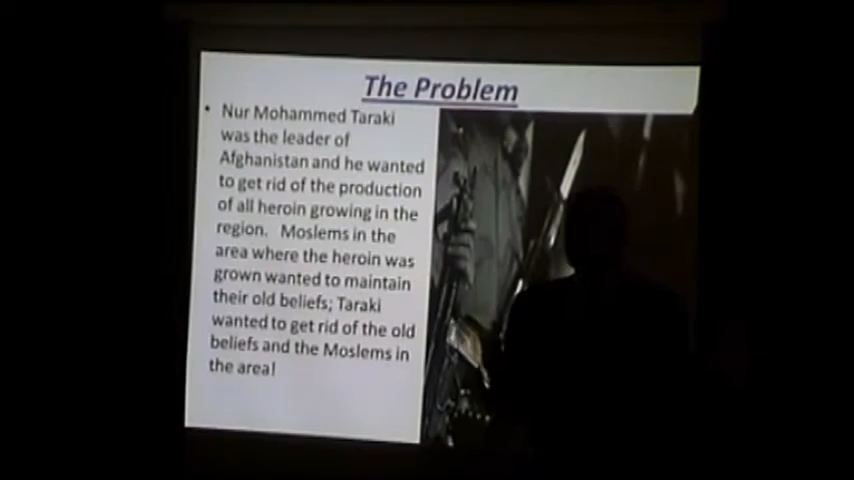 The Problem
• Nur Mohammed Taraki
was the leader of
Afghanistan and he wanted
to get rid of the production
of all heroin growing in the
region. Moslems in the
area where the heroin was
grown wanted to maintain
their old beliefs; Taraki
wanted to get rid of the old
beliefs and the Moslems in
the area!